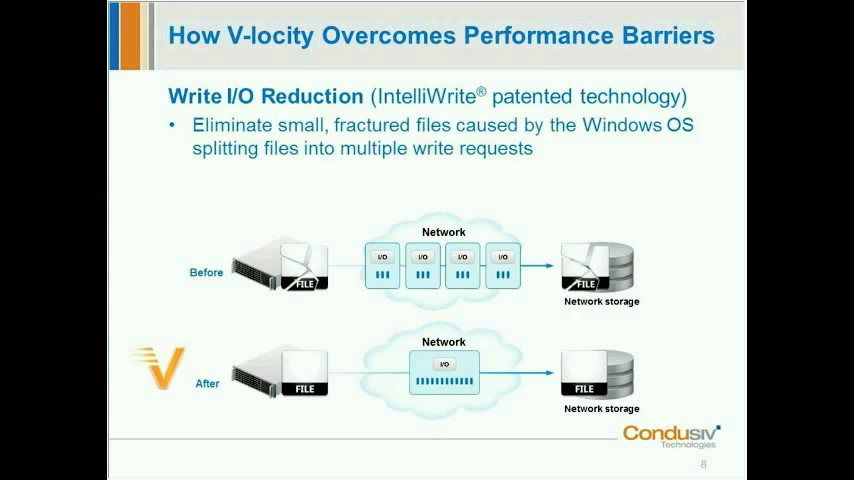 How V-locity Overcomes Performance Barriers
Write I/O Reduction (IntelliWrite® patented technology)
• Eliminate small, fractured files caused by the Windows OS
splitting files into multiple write requests
Network
I/O I/O I/O I/O
Before
FILE FILE
Network storage
Network
I/O
V
After
FILE FILE
Network storage
Condusiv
Technologies
8